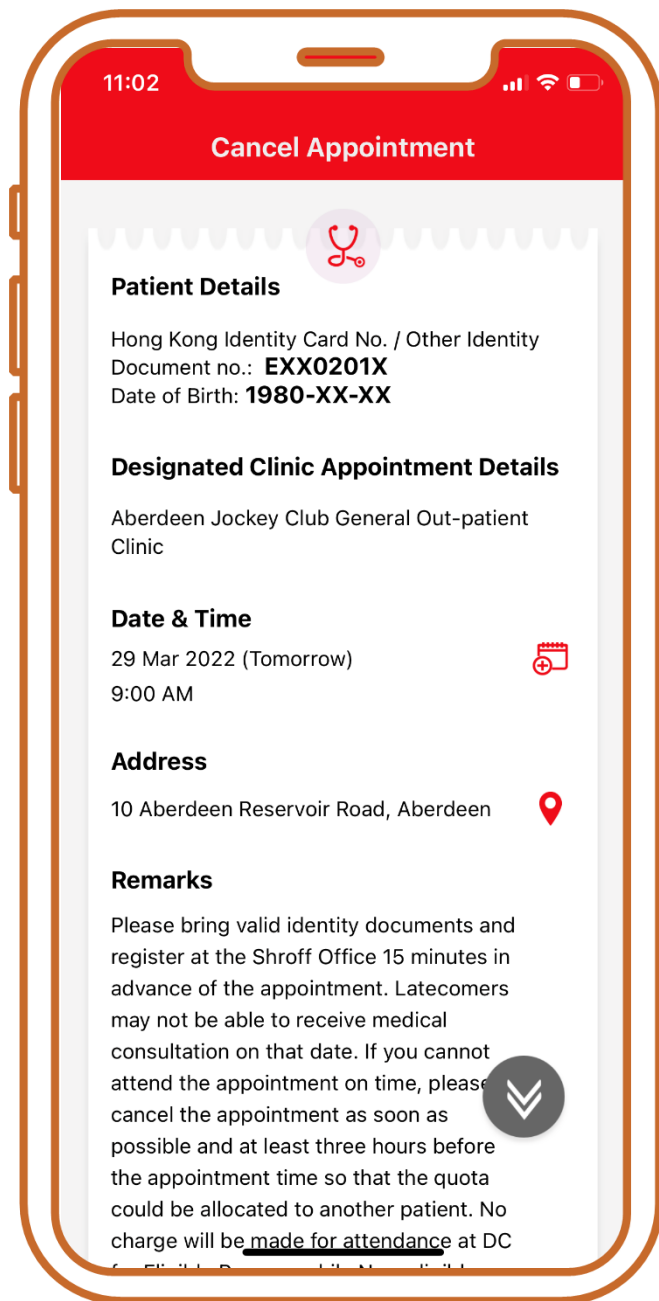 11:02
Cancel Appointment
Patient Details
Hong Kong Identity Card No. / Other Identity
Document no.: EXX0201X
Date of Birth: 1980-XX-XX
Designated Clinic Appointment Details
Aberdeen Jockey Club General Out-patient
Clinic
Date & Time
29 Mar 2022 (Tomorrow)
9:00 AM
Address
10 Aberdeen Reservoir Road, Aberdeen
Remarks
Please bring valid identity documents and
register at the Shroff Office 15 minutes in
advance of the appointment. Latecomers
may not be able to receive medical
consultation on that date. If you cannot
attend the appointment on time, please
cancel the appointment as soon as
possible and at least three hours before
the appointment time so that the quota
could be allocated to another patient. No
charge will be made for attendance at DC